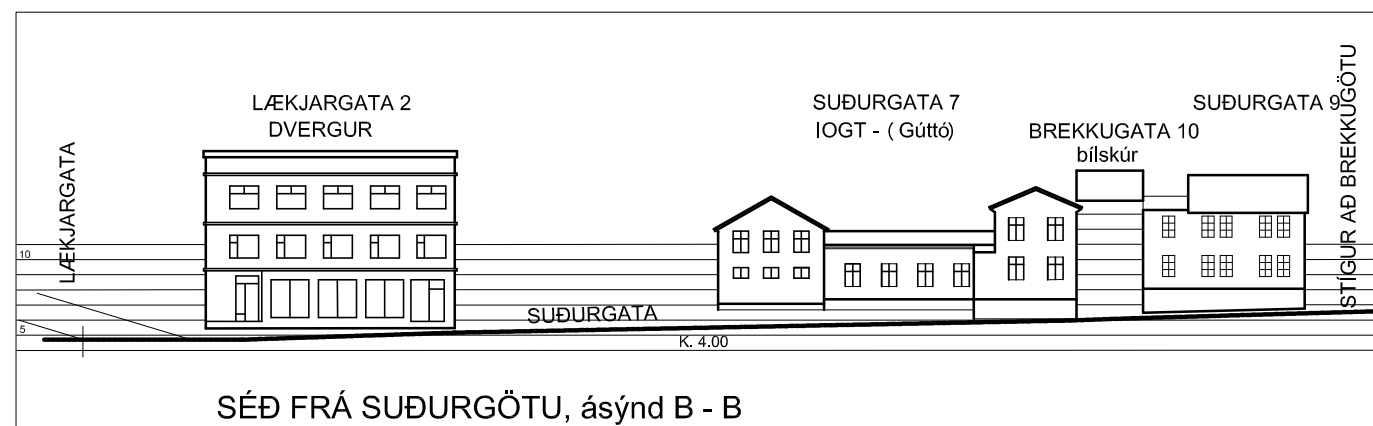 LÆKJARGATA
LÆKJARGATA 2
DVERGUR
SUÐURGATA 7
IOGT - ( Gúttó)
BREKKUGATA 10
bílskúr
SUÐURGATA 9
STÍGUR AÐ BREKKUGÖTU
10
5
SUÐURGATA
K. 4.00
SÉÐ FRÁ SUÐURGÖTU, ásýnd B - B